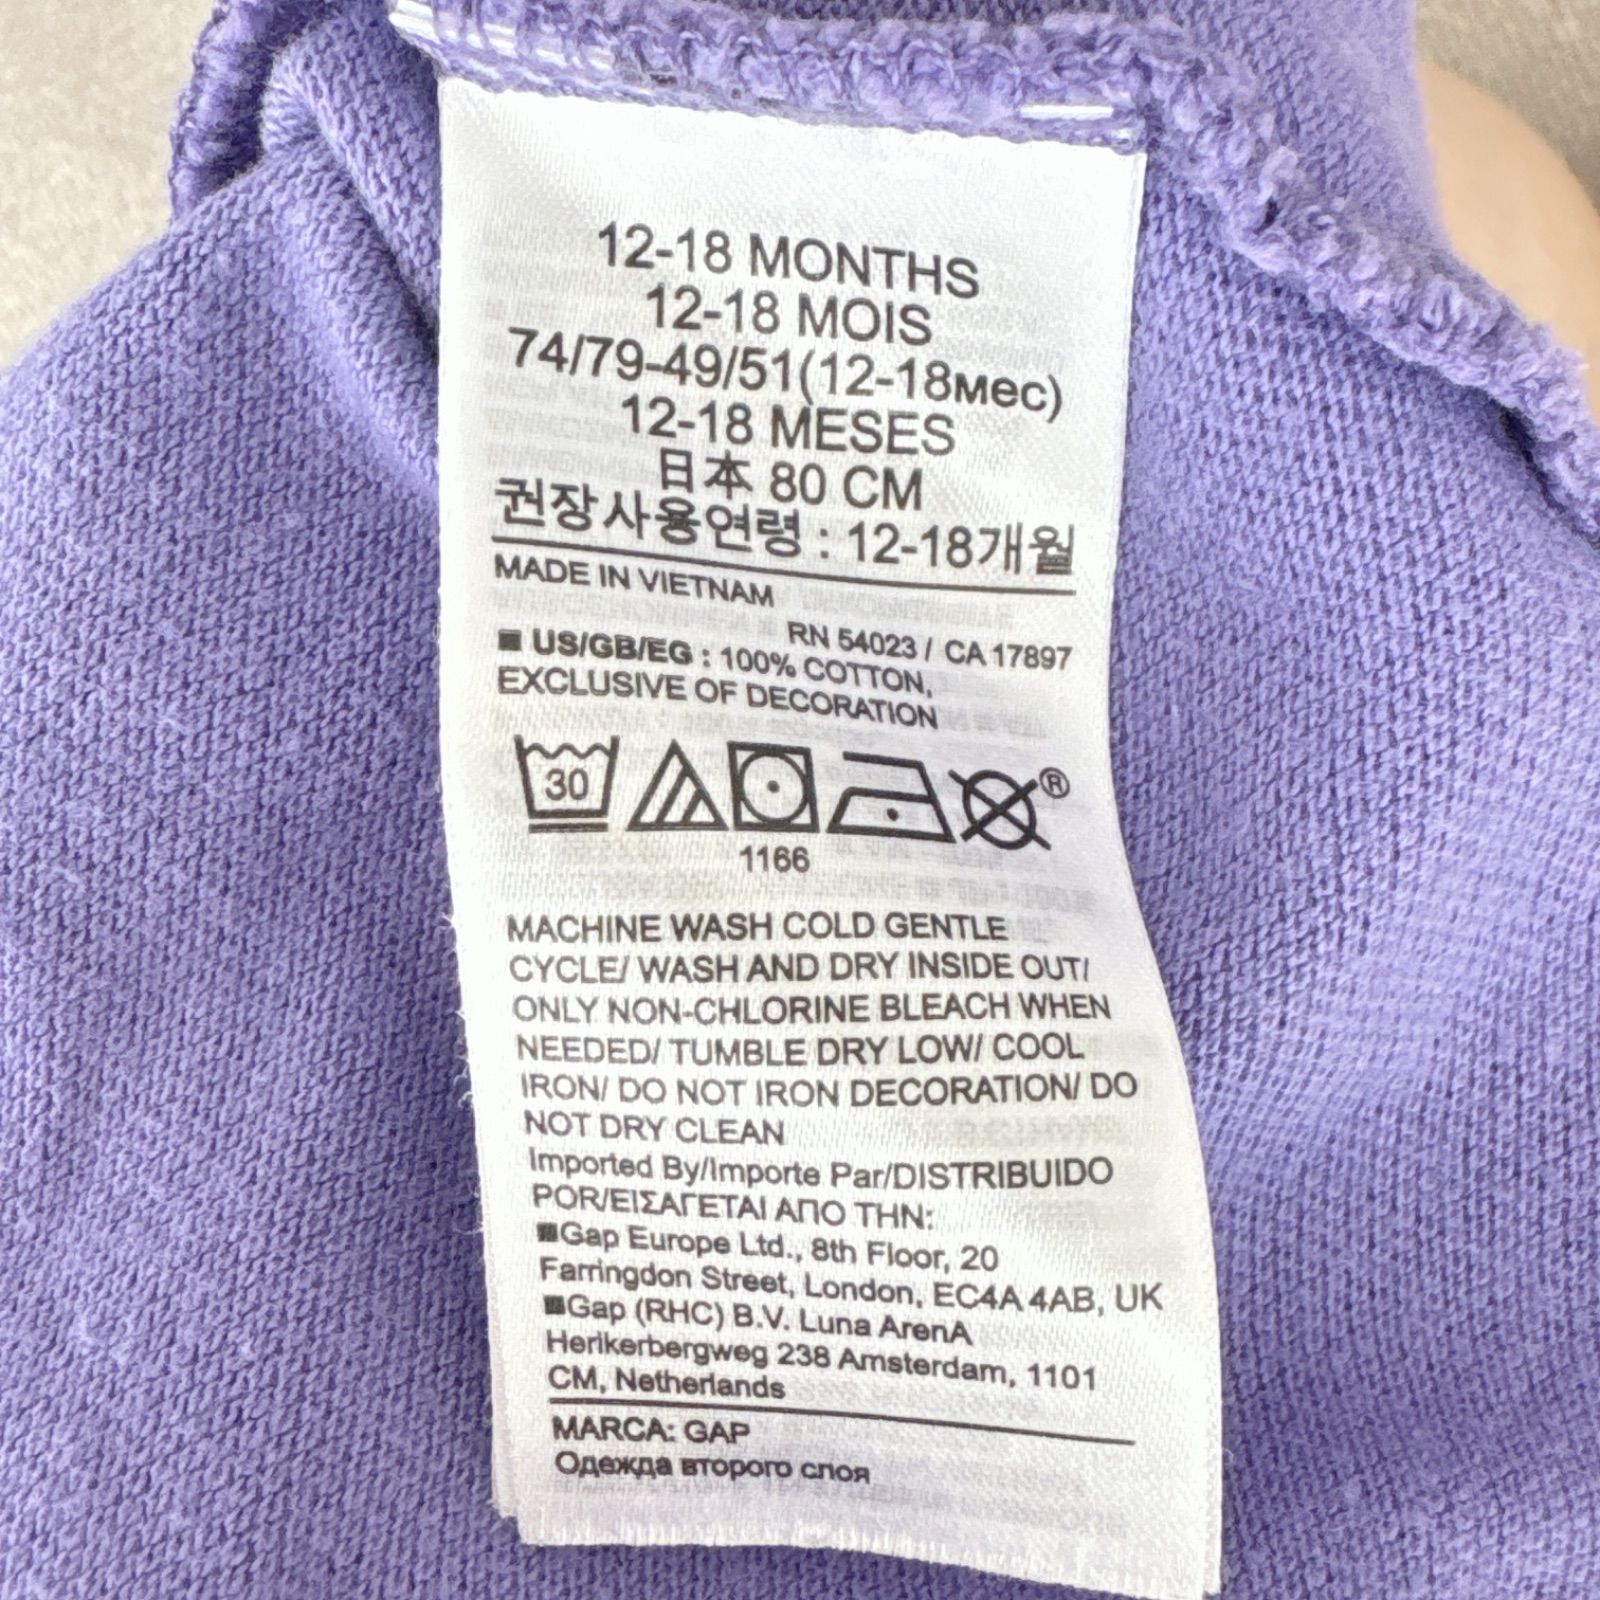 12-18 MONTHS
12-18 MOIS
74/79-49/51(12-18мес)
12-18 MESES
日本 80 CM
권장사용연령 : 12-18개월
MADE IN VIETNAM
RN 54023 / CA 17897
■ US/GB/EG : 100% COTTON,
EXCLUSIVE OF DECORATION
30
®
1166
MACHINE WASH COLD GENTLE
CYCLE/ WASH AND DRY INSIDE OUT/
ONLY NON-CHLORINE BLEACH WHEN
NEEDED/ TUMBLE DRY LOW/ COOL
IRON/ DO NOT IRON DECORATION/ DO
NOT DRY CLEAN
Imported By/Importe Par/DISTRIBUIDO
POR/ΕΙΣΑΓΕΤΑΙ ΑΠΟ ΤΗΝ:
■Gap Europe Ltd., 8th Floor, 20
Farringdon Street, London, EC4A 4AB, UK
■Gap (RHC) B.V. Luna ArenA
Herikerbergweg 238 Amsterdam, 1101
CM, Netherlands
MARCA: GAP
Одежда второго слоя